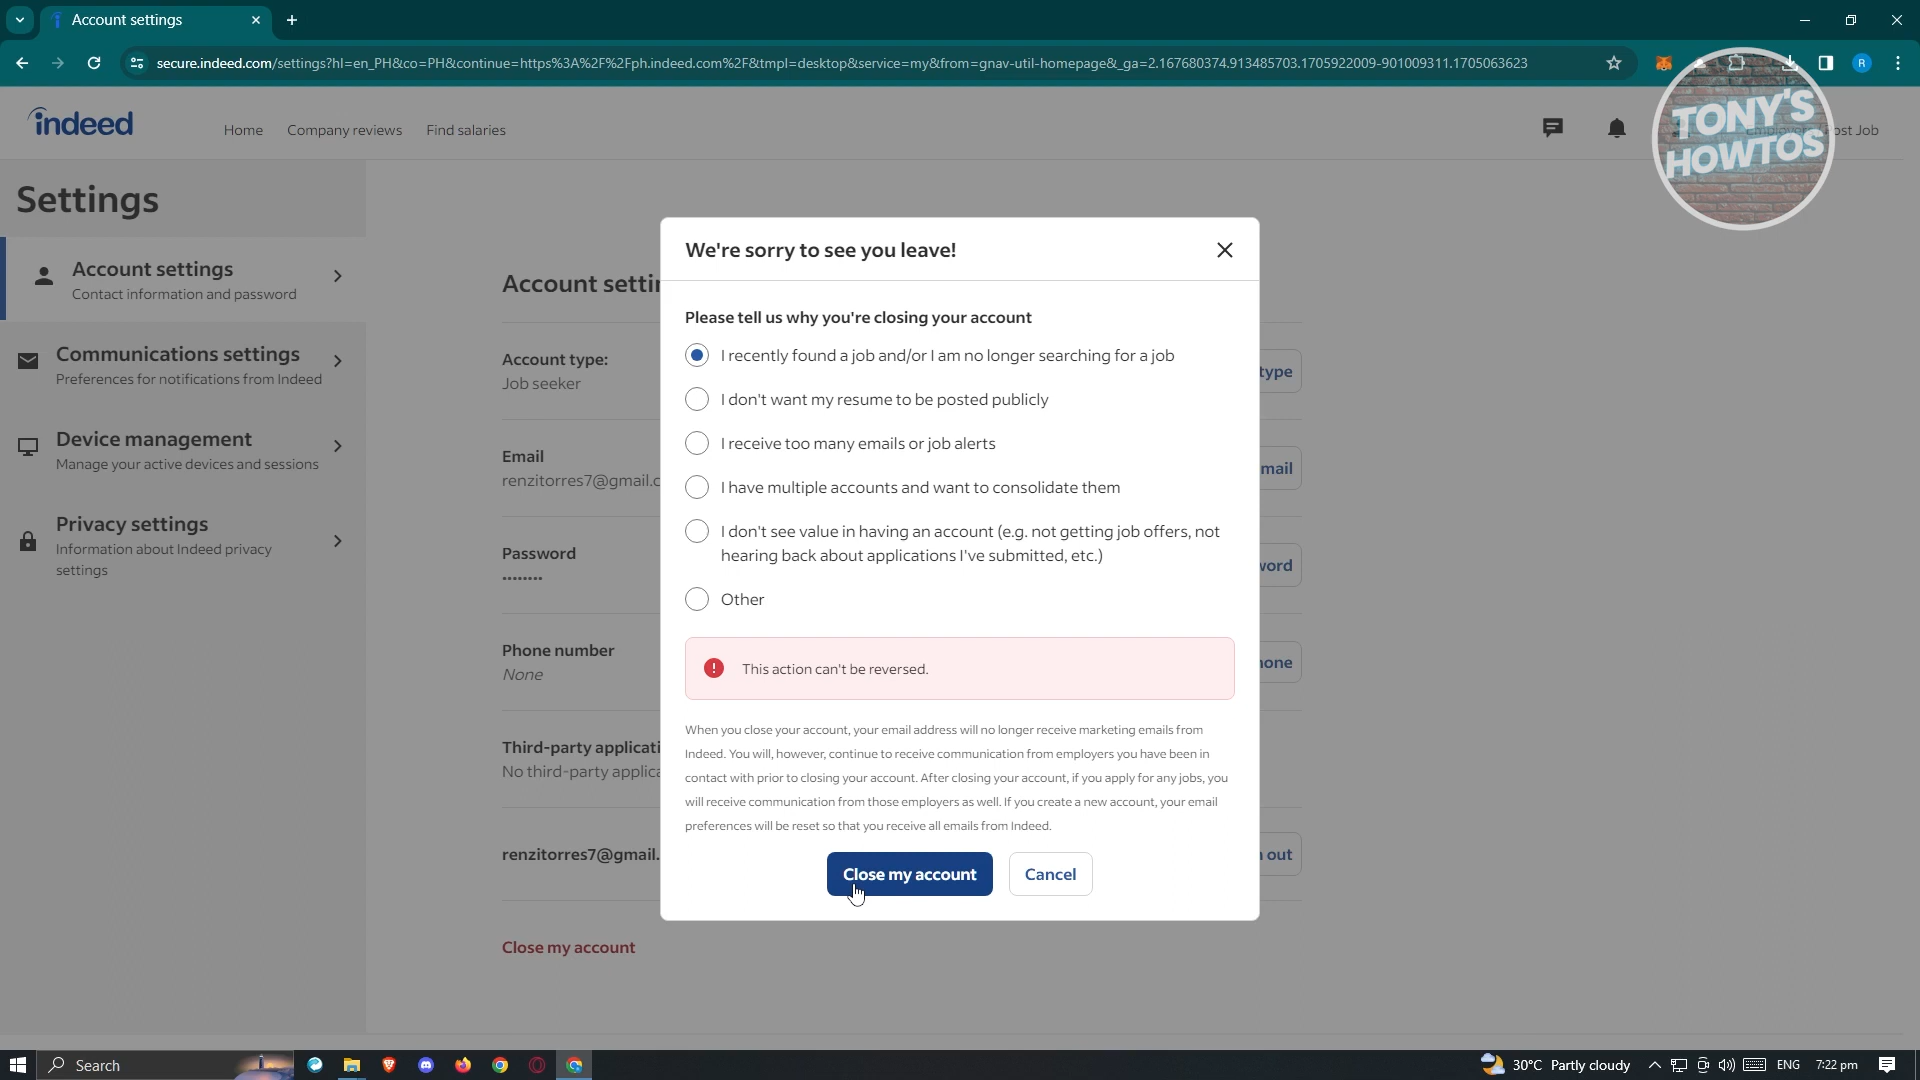 Account settings
secure.indeed.com/settings?hl=en_PH&co=PH&continue=https%3A%2F%2Fph.indeed.com%2F&tmpl=desktop&service=my&from=gnav-util-homepage&_ga=2.167680374.913485703.1705922009-901009311.1705063623
R
indeed
Home Company reviews Find salaries
Post Job
TONY'S
HOWTOS
Settings
Account settings
Contact information and password
Communications settings
Preferences for notifications from Indeed
Device management
Manage your active devices and sessions
Privacy settings
Information about Indeed privacy
settings
Account
Account type:
Job seeker
type
Email
Password
••••••••
Phone number
None
Third-party
No third-party
out
Close my account
We're sorry to see you leave!
Please tell us why you're closing your account
I recently found a job and/or I am no longer searching for a job
I don't want my resume to be posted publicly
I receive too many emails or job alerts
I have multiple accounts and want to consolidate them
I don't see value in having an account (e.g. not getting job offers, not
hearing back about applications I've submitted, etc.)
Other
This action can't be reversed.
When you close your account, your email address will no longer receive marketing emails from
Indeed. You will, however, continue to receive communication from employers you have been in
contact with prior to closing your account. After closing your account, if you apply for any jobs, you
will receive communication from those employers as well. If you create a new account, your email
preferences will be reset so that you receive all emails from Indeed.
Close my account Cancel
Search
30°C Partly cloudy
ENG
7:22 pm